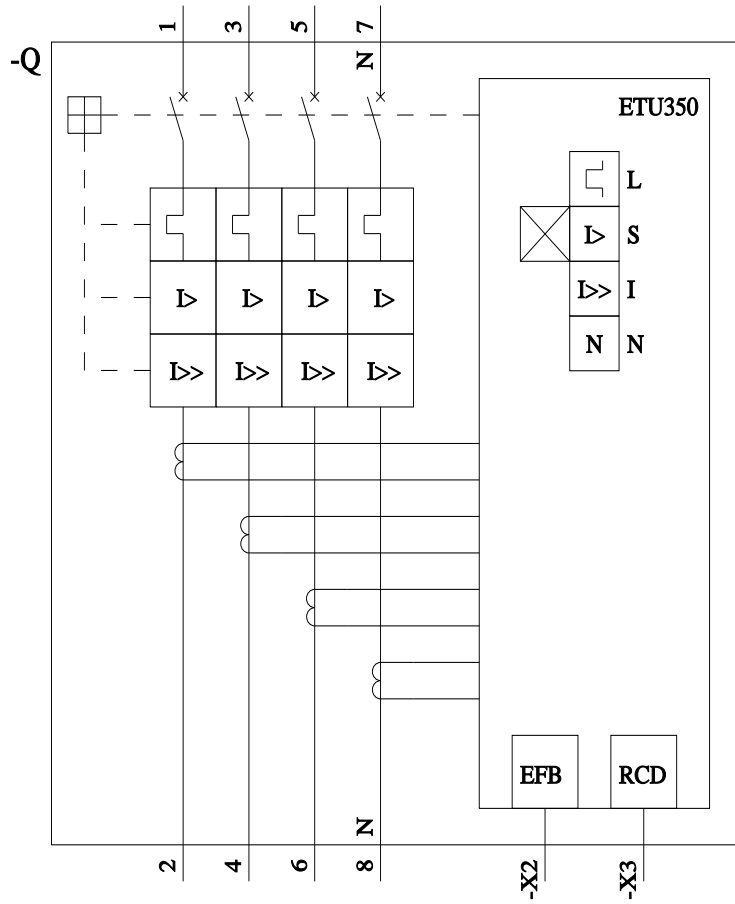 1 3 5 7
-Q N
ETU350
L
I> I> I> I> I> S
I>> I
I>> I>> I>> I>> N N
EFB RCD
N
2 4 6 8 -X2 -X3